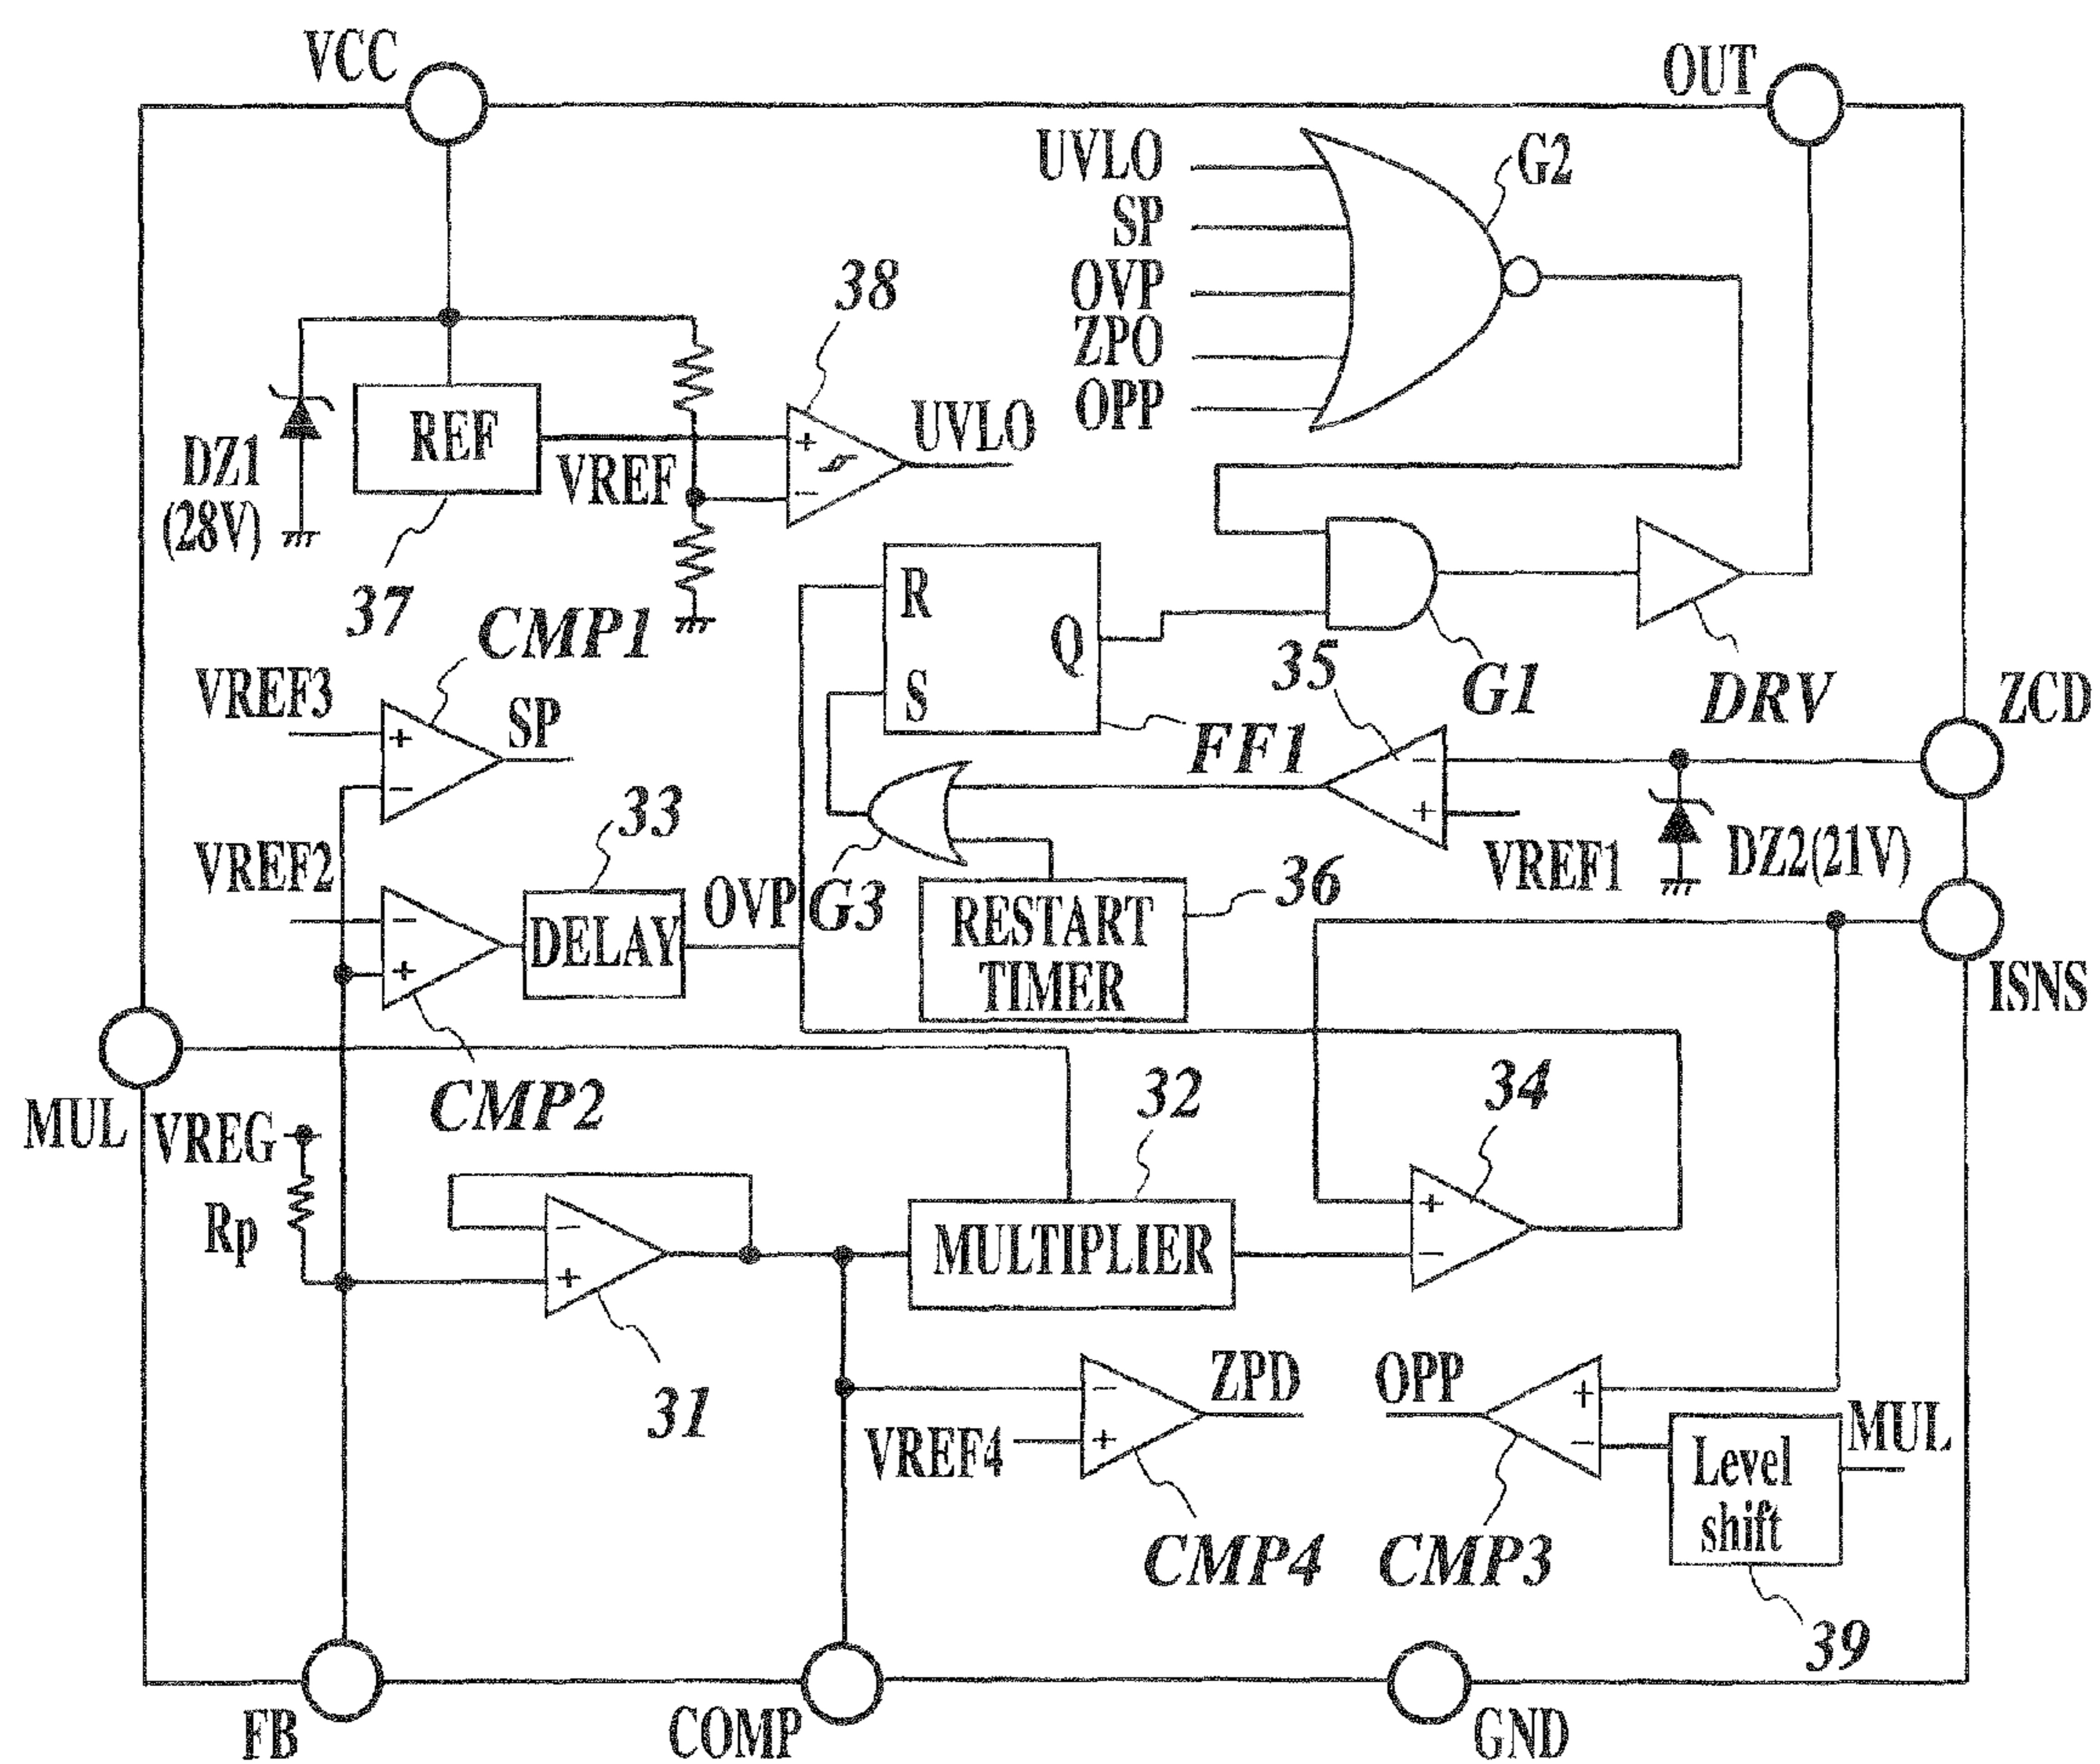 VCC
OUT
UVLO
SP
OVP
ZPO
OPP
G2
38
DZ1
(28V)
REF
VREF
+
−
UVLO
37
R
S
Q
FF1
G1
DRV
CMP1
VREF3
+
−
SP
35
−
+
VREF1
ZCD
DZ2(21V)
VREF2
−
+
33
DELAY
OVP
G3
RESTART
TIMER
36
ISNS
MUL
CMP2
VREG
Rp
−
+
31
32
MULTIPLIER
34
+
−
VREF4
−
+
ZPD
CMP4
OPP
+
−
CMP3
Level
shift
MUL
39
FB
COMP
GND